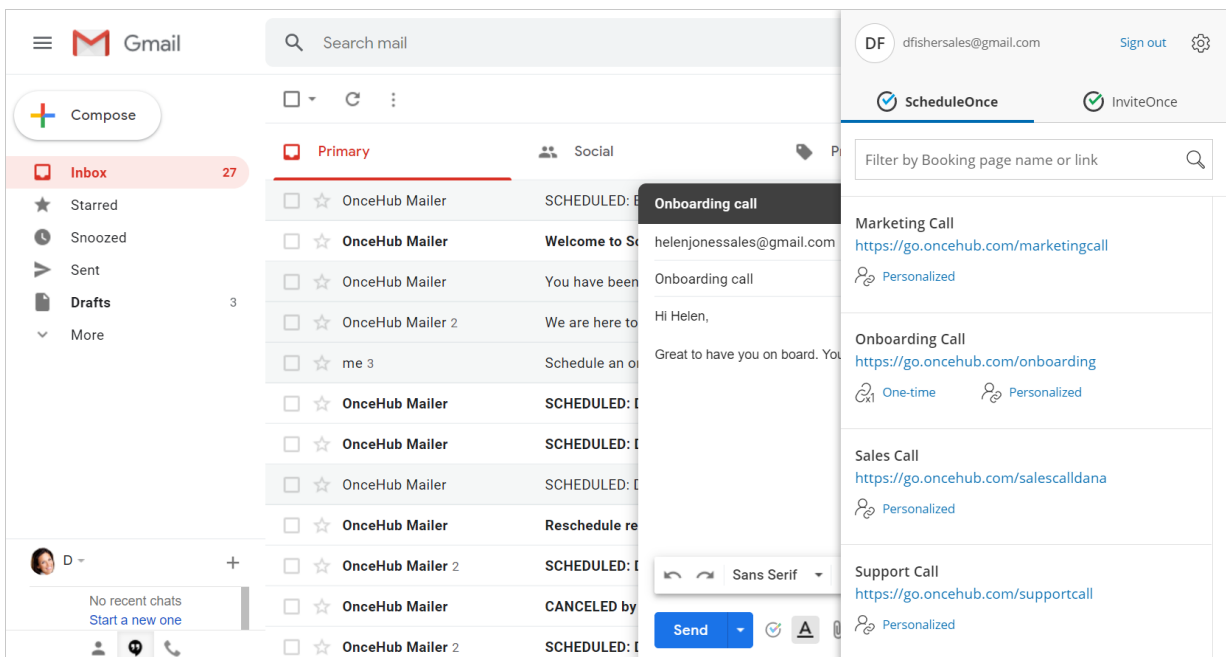 Gmail
Search mail
Compose
Inbox 27
Starred
Snoozed
Sent
Drafts 3
More
D
No recent chats
Start a new one
Primary
Social
OnceHub Mailer SCHEDULED:
OnceHub Mailer Welcome to
OnceHub Mailer You have been
OnceHub Mailer 2 We are here to
me 3 Schedule an
OnceHub Mailer SCHEDULED:
OnceHub Mailer SCHEDULED:
OnceHub Mailer SCHEDULED:
OnceHub Mailer Reschedule
OnceHub Mailer 2 SCHEDULED:
OnceHub Mailer CANCELED by
OnceHub Mailer 2 SCHEDULED:
Onboarding call
helenjonessales@gmail.com
Onboarding call
Hi Helen,
Great to have you on board.
Sans Serif
Send
A
DF dfishersales@gmail.com Sign out
ScheduleOnce InviteOnce
Filter by Booking page name or link
Marketing Call
https://go.oncehub.com/marketingcall
Personalized
Onboarding Call
https://go.oncehub.com/onboarding
x1 One-time Personalized
Sales Call
https://go.oncehub.com/salescalldana
Personalized
Support Call
https://go.oncehub.com/supportcall
Personalized